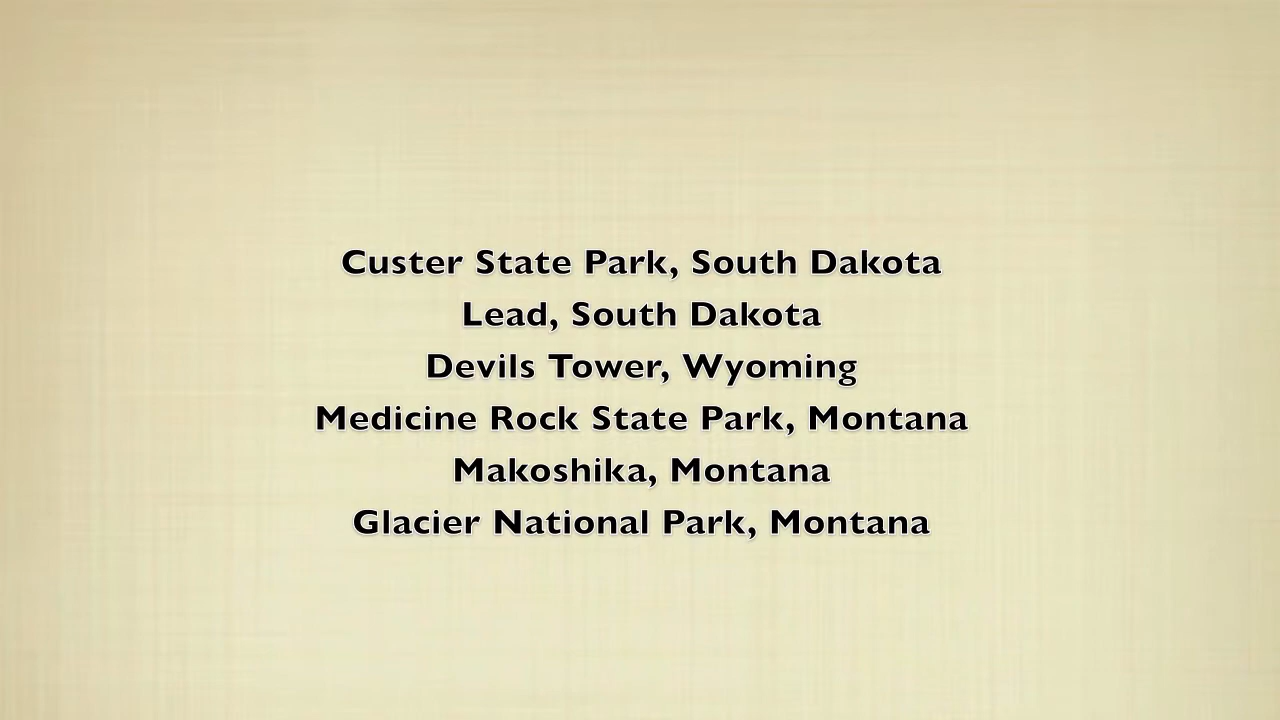 Custer State Park, South Dakota
Lead, South Dakota
Devils Tower, Wyoming
Medicine Rock State Park, Montana
Makoshika, Montana
Glacier National Park, Montana